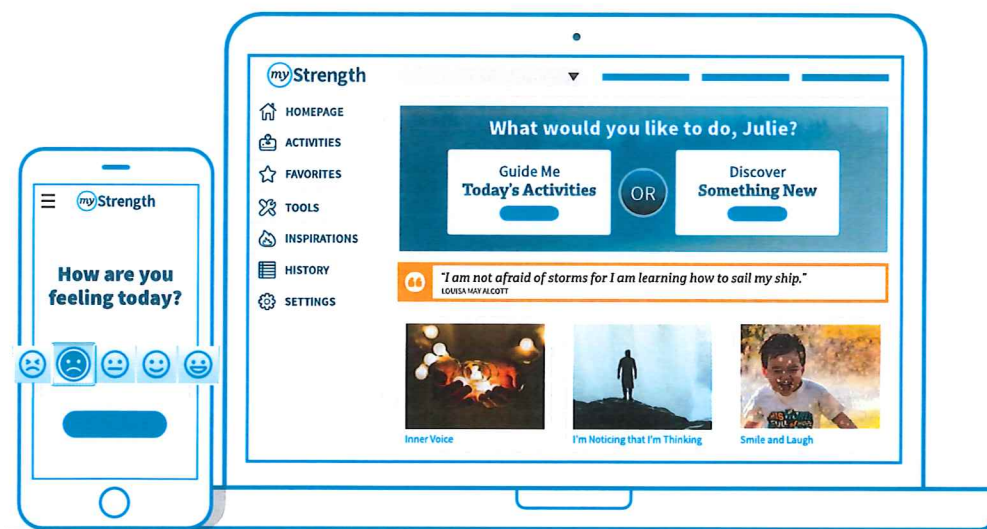 myStrength
How are you
feeling today?
myStrength
HOMEPAGE
ACTIVITIES
FAVORITES
TOOLS
INSPIRATIONS
HISTORY
SETTINGS
What would you like to do, Julie?
Guide Me
Today's Activities
OR
Discover
Something New
"I am not afraid of storms for I am learning how to sail my ship."
LOUISA MAY ALCOTT
Inner Voice
I'm Noticing that I'm Thinking
Smile and Laugh